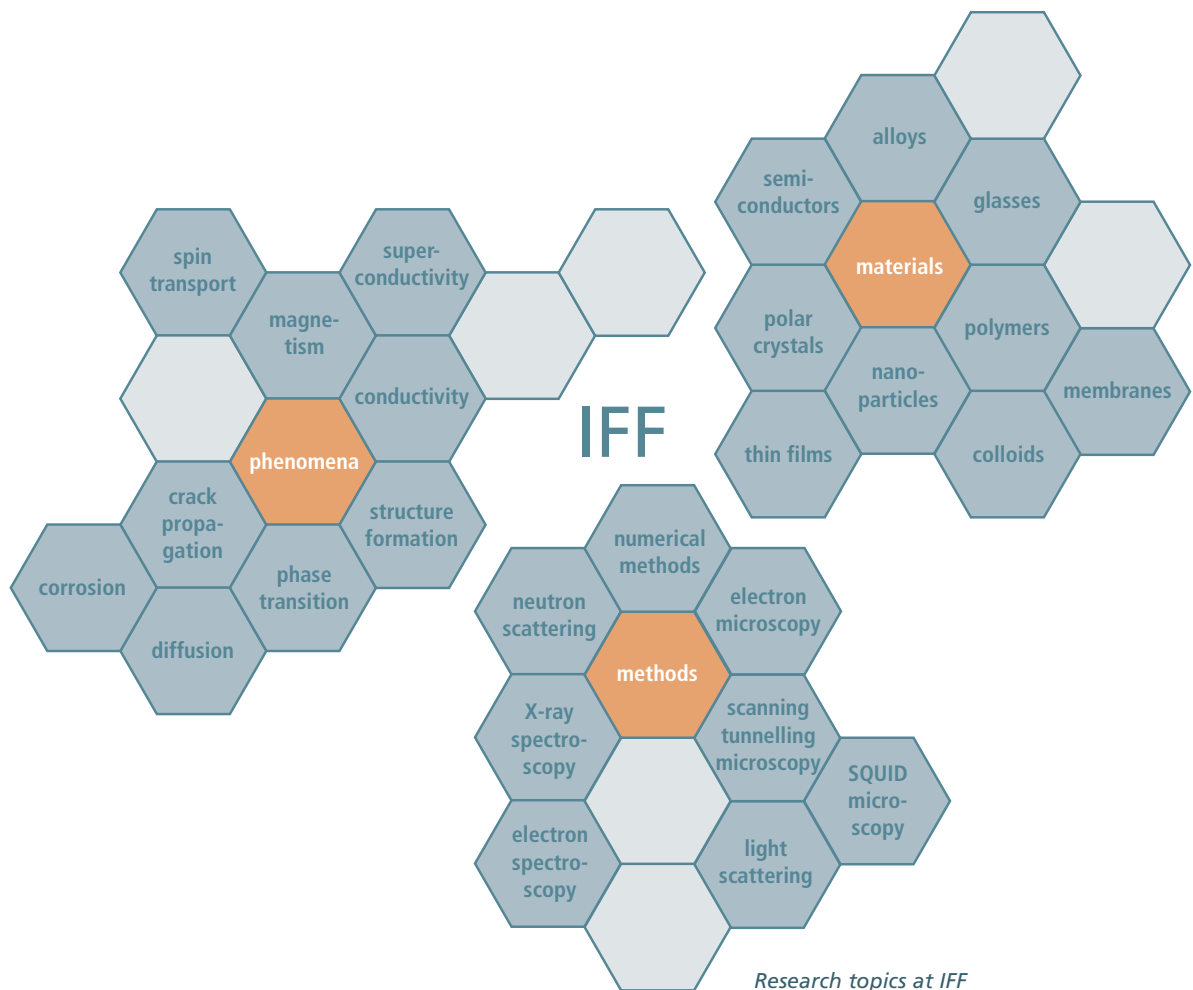 spin
transport
super-
conductivity
magne-
tism
conductivity
phenomena
crack
propa-
gation
structure
formation
corrosion
phase
transition
diffusion
IFF
alloys
semi-
conductors
glasses
materials
polar
crystals
polymers
nano-
particles
membranes
thin films
colloids
numerical
methods
neutron
scattering
electron
microscopy
methods
X-ray
spectro-
scopy
scanning
tunnelling
microscopy
SQUID
micro-
scopy
electron
spectro-
scopy
light
scattering
Research topics at IFF